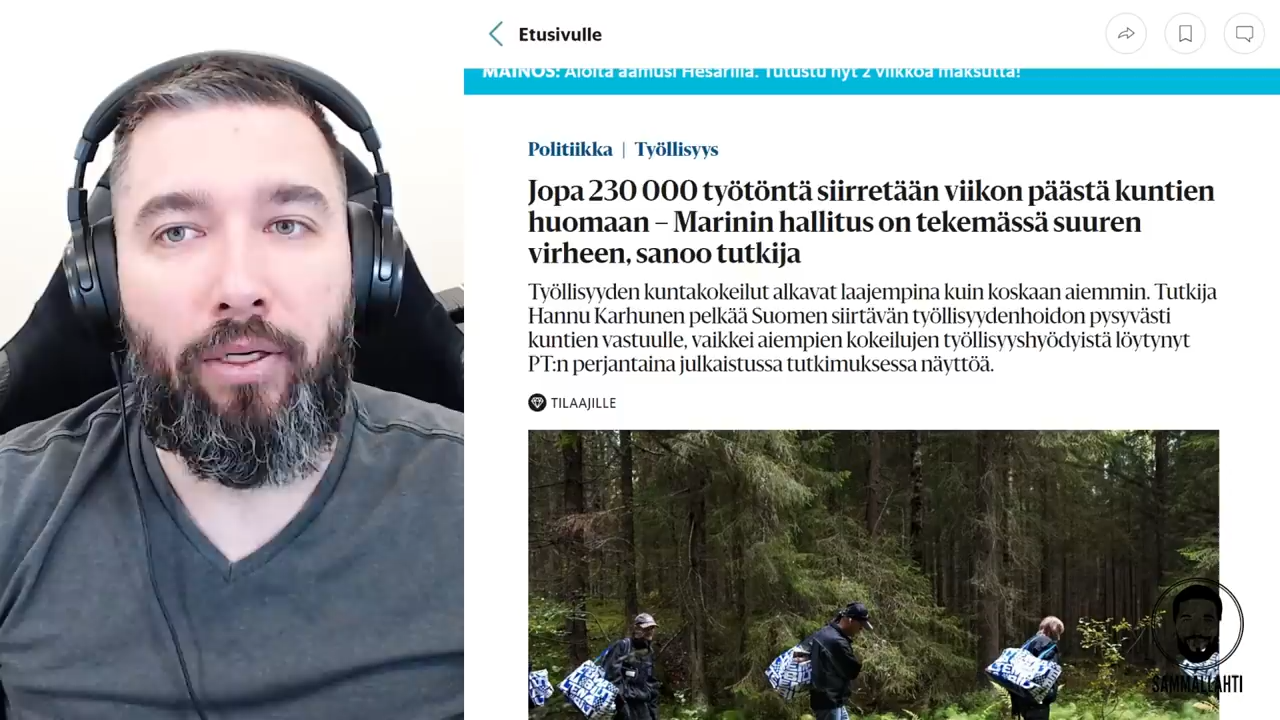 Etusivulle
MAINOS: Aloita aamusi Hesarilla. Tutustu nyt 2 viikkoa maksutta!
Politiikka | Työllisyys
Jopa 230 000 työtöntä siirretään viikon päästä kuntien
huomaan – Marinin hallitus on tekemässä suuren
virheen, sanoo tutkija
Työllisyyden kuntakokeilut alkavat laajempina kuin koskaan aiemmin. Tutkija
Hannu Karhunen pelkää Suomen siirtävän työllisyydenhoidon pysyvästi
kuntien vastuulle, vaikkei aiempien kokeilujen työllisyyshyödyistä löytynyt
PT:n perjantaina julkaistussa tutkimuksessa näyttöä.
TILAAJILLE
SAMMALLAHTI